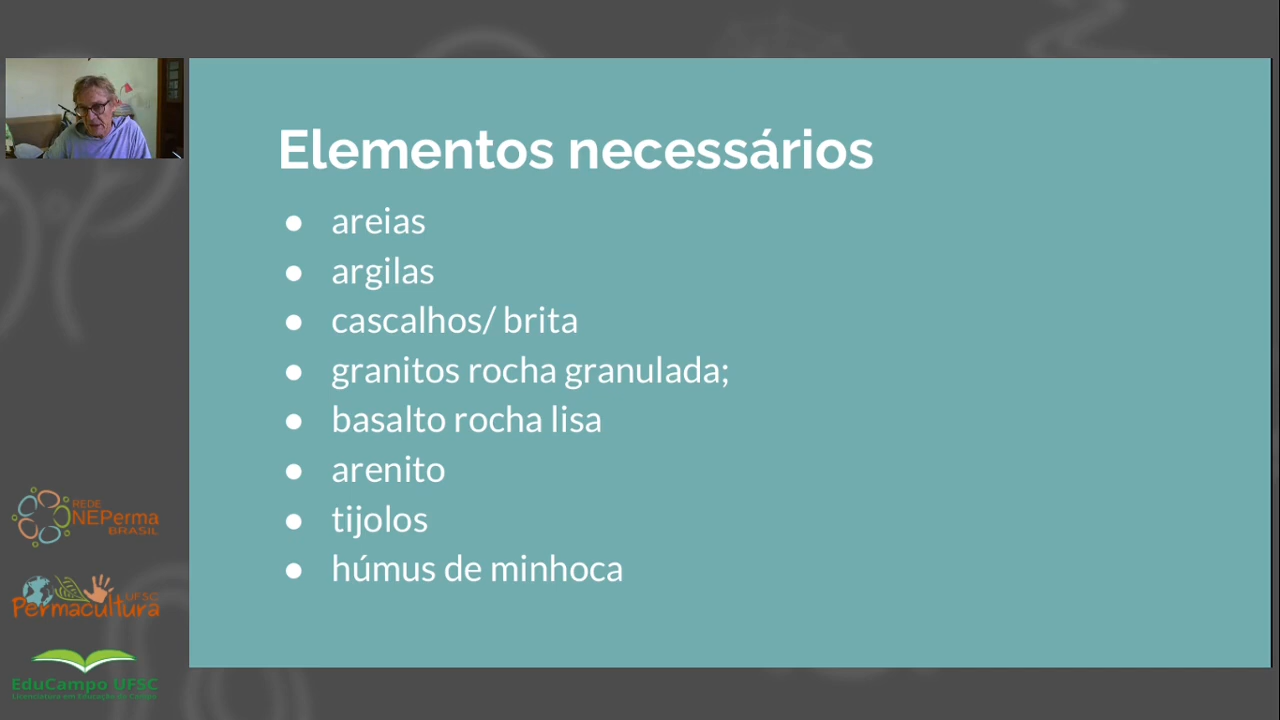 Elementos necessários
● areias
● argilas
● cascalhos/ brita
● granitos rocha granulada;
● basalto rocha lisa
● arenito
● tijolos
● húmus de minhoca
REDE
NEPerma
BRASIL
UFSC
Permacultura
EduCampo UFSC
Licenciatura em Educação do Campo